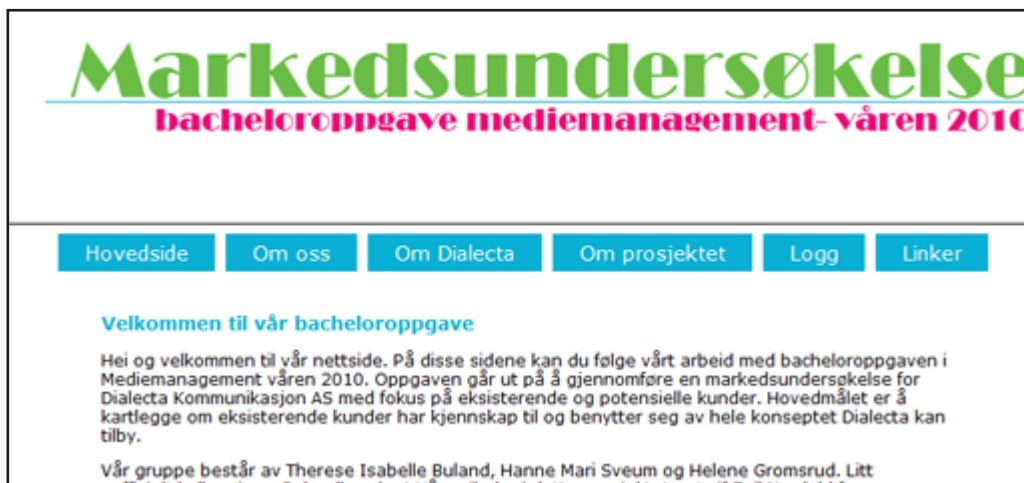 Markedsundersøkelse
bacheloroppgave mediemanagement- våren 2010
Hovedside Om oss Om Dialecta Om prosjektet Logg Linker
Velkommen til vår bacheloroppgave
Hei og velkommen til vår nettside. På disse sidene kan du følge vårt arbeid med bacheloroppgaven i
Mediemanagement våren 2010. Oppgaven går ut på å gjennomføre en markedsundersøkelse for
Dialecta Kommunikasjon AS med fokus på eksisterende og potensielle kunder. Hovedmålet er å
kartlegge om eksisterende kunder har kjennskap til og benytter seg av hele konseptet Dialecta kan
tilby.
Vår gruppe består av Therese Isabelle Buland, Hanne Mari Sveum og Helene Gromsrud. Litt